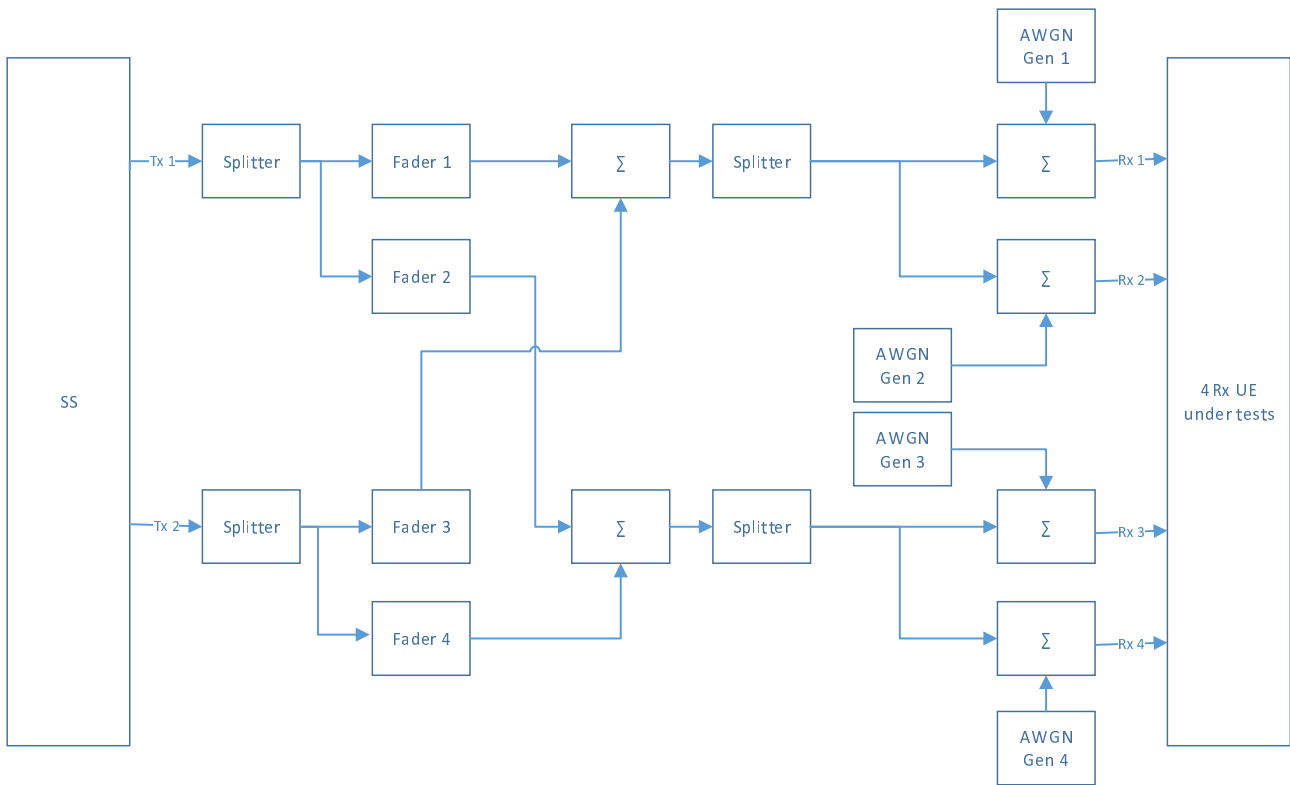 AWGN
Gen 1
Tx 1
Splitter
Fader 1
∑
Splitter
∑
Rx 1
Fader 2
∑
Rx 2
AWGN
Gen 2
SS
4Rx UE
under tests
AWGN
Gen 3
Tx 2
Splitter
Fader 3
∑
Splitter
∑
Rx 3
Fader 4
∑
Rx 4
AWGN
Gen 4